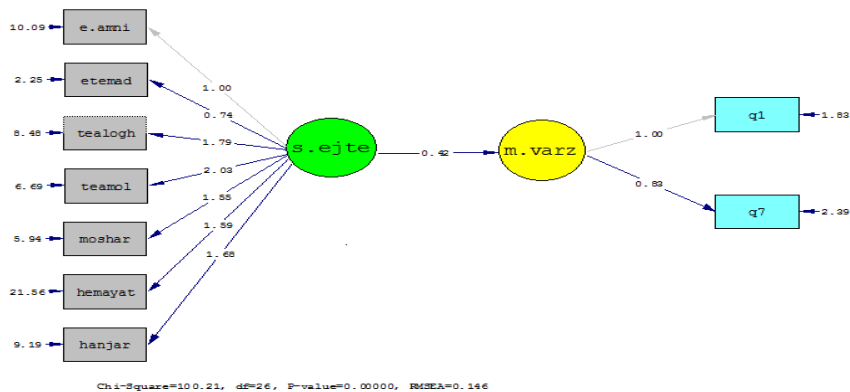 10.09 e.amni
2.25 etemad
8.48 tealogh
6.69 teamol
5.94 moshar
21.56 hemayat
9.19 hanjar
1.00
0.74
1.79
2.03
1.55
1.59
1.68
s.ejte
0.42
m.varz
1.00
0.83
q1 1.83
q7 2.39
Chi-Square=100.21, df=26, P-value=0.00000, RMSEA=0.146